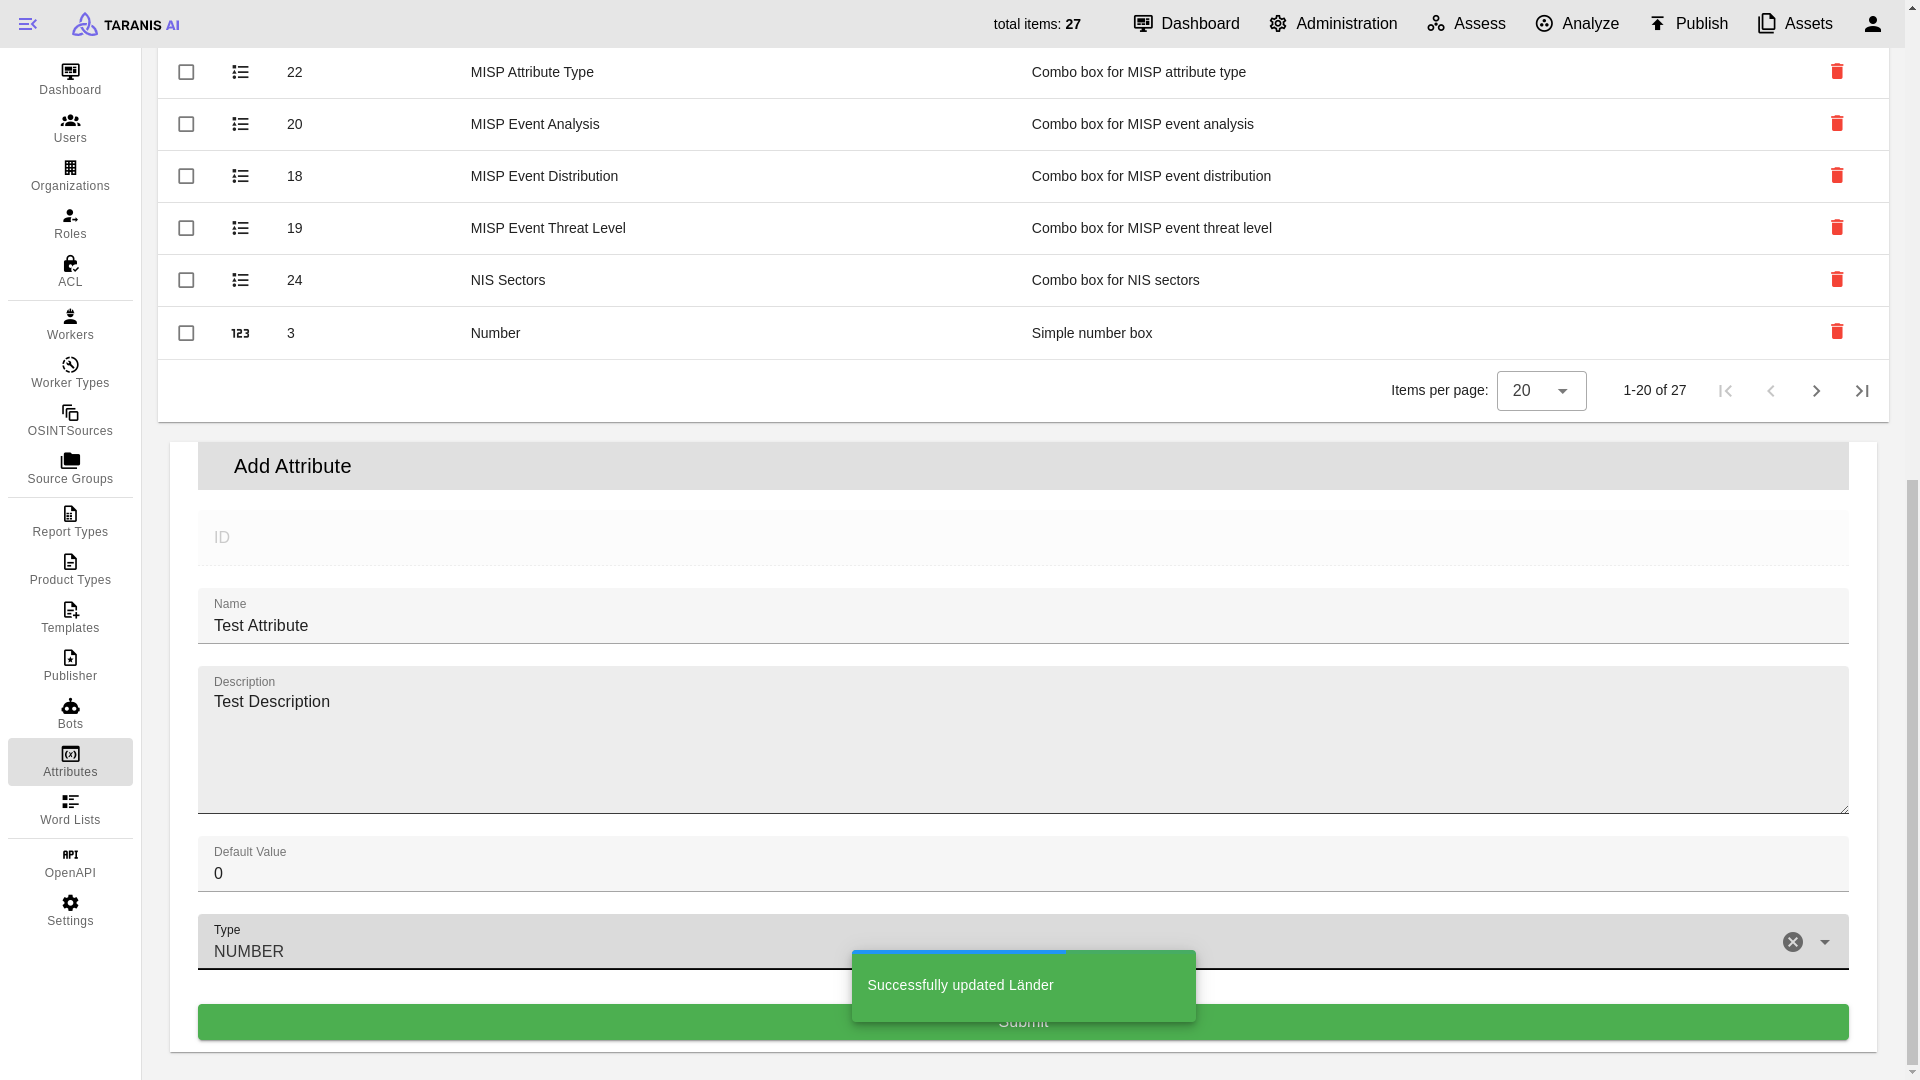 TARANIS AI
total items: 27
Dashboard
Administration
Assess
Analyze
Publish
Assets
Dashboard
Users
Organizations
Roles
ACL
Workers
Worker Types
OSINTSources
Source Groups
Report Types
Product Types
Templates
Publisher
Bots
Attributes
Word Lists
API
OpenAPI
Settings
22 MISP Attribute Type Combo box for MISP attribute type
20 MISP Event Analysis Combo box for MISP event analysis
18 MISP Event Distribution Combo box for MISP event distribution
19 MISP Event Threat Level Combo box for MISP event threat level
24 NIS Sectors Combo box for NIS sectors
123 3 Number Simple number box
Items per page: 20 1-20 of 27
Add Attribute
ID
Name
Test Attribute
Description
Test Description
Default Value
0
Type
NUMBER
Successfully updated Länder
Submit